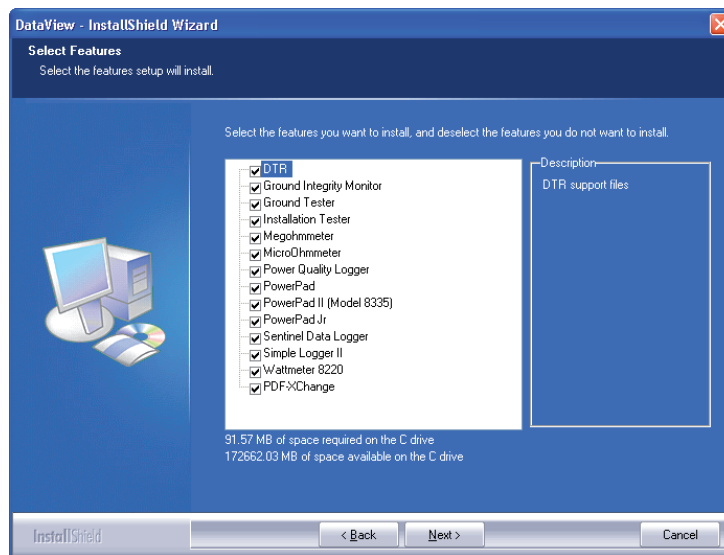 DataView - InstallShield Wizard
Select Features
Select the features setup will install.
Select the features you want to install, and deselect the features you do not want to install.
DTR
Ground Integrity Monitor
Ground Tester
Installation Tester
Megohmmeter
MicroOhmmeter
Power Quality Logger
PowerPad
PowerPad II (Model 8335)
PowerPad Jr
Sentinel Data Logger
Simple Logger II
Wattmeter 8220
PDF-XChange
Description
DTR support files
91.57 MB of space required on the C drive
172662.03 MB of space available on the C drive
InstallShield
< Back
Next >
Cancel